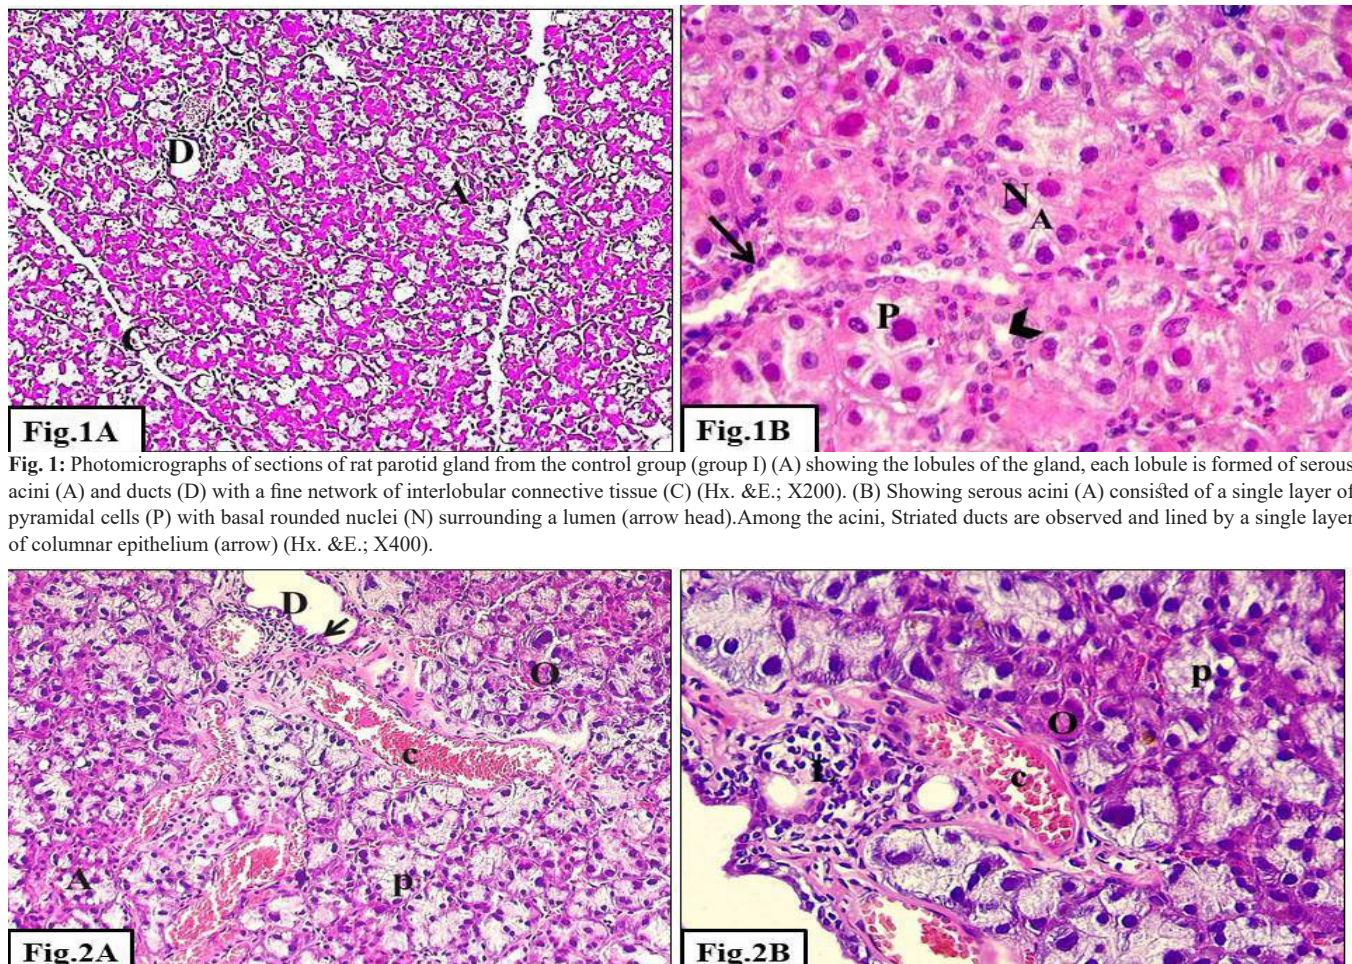 D
A
C
Fig.1A
N
A
P
Fig.1B
Fig. 1: Photomicrographs of sections of rat parotid gland from the control group (group I) (A) showing the lobules of the gland, each lobule is formed of serous
acini (A) and ducts (D) with a fine network of interlobular connective tissue (C) (Hx. &E.; X200). (B) Showing serous acini (A) consisted of a single layer of
pyramidal cells (P) with basal rounded nuclei (N) surrounding a lumen (arrow head).Among the acini, Striated ducts are observed and lined by a single layer
of columnar epithelium (arrow) (Hx. &E.; X400).
D
O
c
A
p
Fig.2A
p
O
L
c
Fig.2B